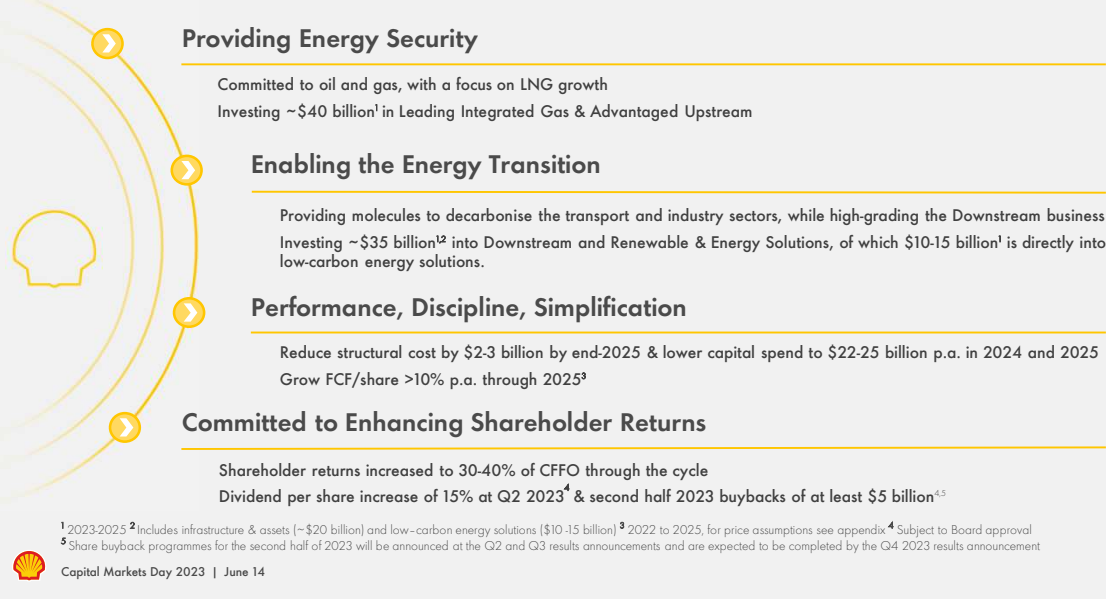 Providing Energy Security
Committed to oil and gas, with a focus on LNG growth
Investing ~$40 billion¹ in Leading Integrated Gas & Advantaged Upstream
Enabling the Energy Transition
Providing molecules to decarbonise the transport and industry sectors, while high-grading the Downstream business
Investing ~$35 billion¹,² into Downstream and Renewable & Energy Solutions, of which $10-15 billion¹ is directly into
low-carbon energy solutions.
Performance, Discipline, Simplification
Reduce structural cost by $2-3 billion by end-2025 & lower capital spend to $22-25 billion p.a. in 2024 and 2025
Grow FCF/share >10% p.a. through 2025³
Committed to Enhancing Shareholder Returns
Shareholder returns increased to 30-40% of CFFO through the cycle
Dividend per share increase of 15% at Q2 2023⁴ & second half 2023 buybacks of at least $5 billion⁴,⁵
¹ 2023-2025 ² Includes infrastructure & assets (~$20 billion) and low–carbon energy solutions ($10 -15 billion) ³ 2022 to 2025, for price assumptions see appendix ⁴ Subject to Board approval
⁵ Share buyback programmes for the second half of 2023 will be announced at the Q2 and Q3 results announcements and are expected to be completed by the Q4 2023 results announcement
Capital Markets Day 2023 | June 14